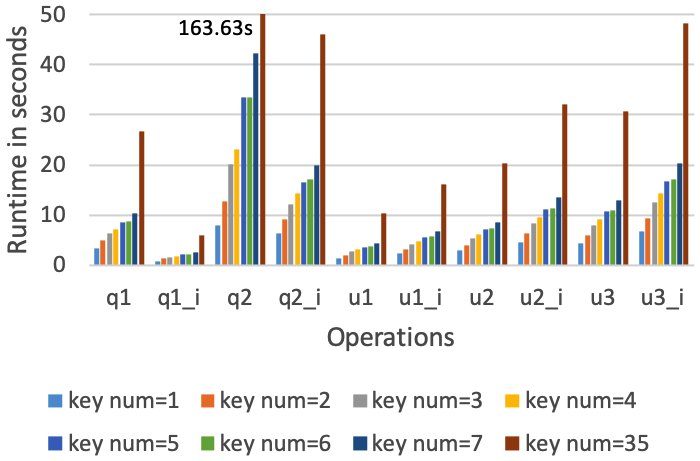 50
163.63s
40
30
20
10
0
Runtime in seconds
q1 q1_i q2 q2_i u1 u1_i u2 u2_i u3 u3_i
Operations
key num=1 key num=2 key num=3 key num=4
key num=5 key num=6 key num=7 key num=35